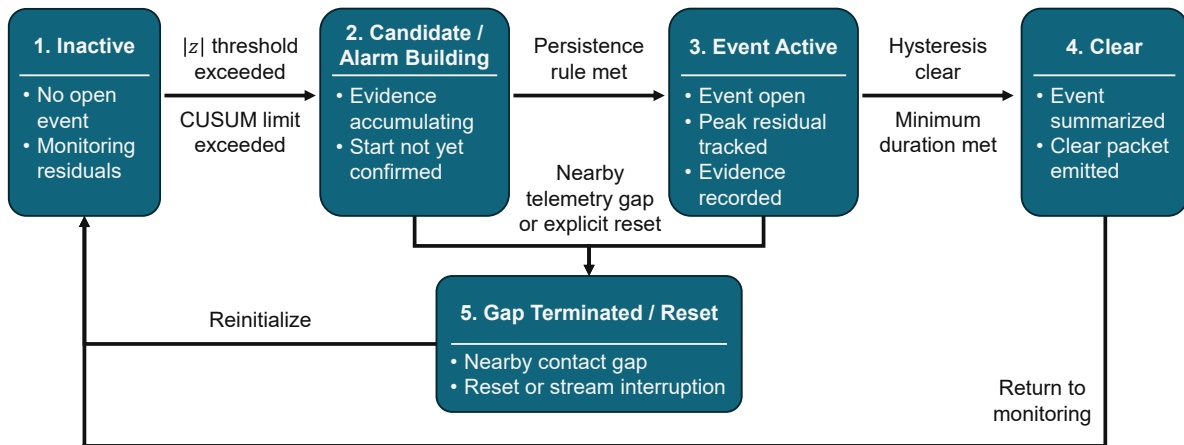 1. Inactive
• No open
event
• Monitoring
residuals
|z| threshold
exceeded
CUSUM limit
exceeded
2. Candidate /
Alarm Building
• Evidence
accumulating
• Start not yet
confirmed
Persistence
rule met
3. Event Active
• Event open
• Peak residual
tracked
• Evidence
recorded
Hysteresis
clear
Minimum
duration met
4. Clear
• Event
summarized
• Clear packet
emitted
Nearby
telemetry gap
or explicit reset
5. Gap Terminated / Reset
• Nearby contact gap
• Reset or stream interruption
Reinitialize
Return to
monitoring